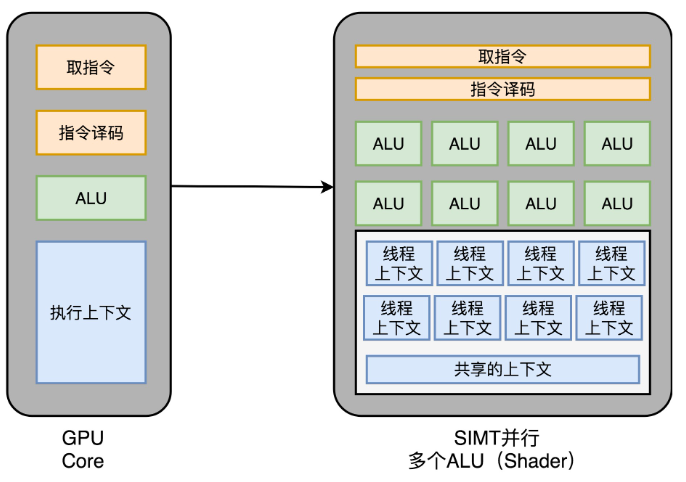 取指令
指令译码
ALU
执行上下文
GPU
Core
取指令
指令译码
ALU ALU ALU ALU
ALU ALU ALU ALU
线程 线程 线程 线程
上下文 上下文 上下文 上下文
线程 线程 线程 线程
上下文 上下文 上下文 上下文
共享的上下文
SIMT并行
多个ALU（Shader）